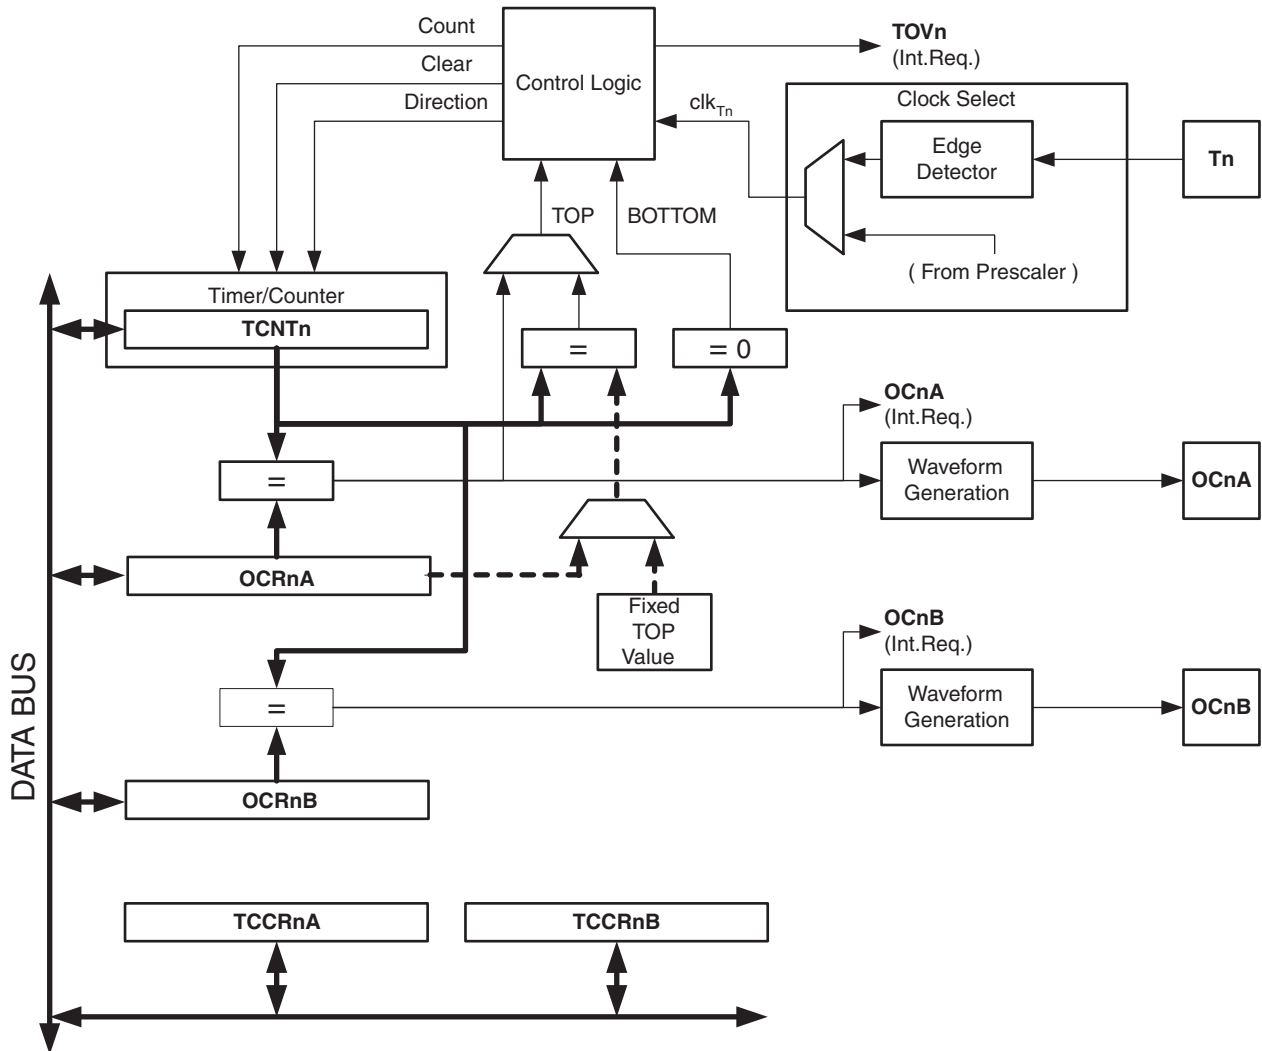 Count
TOVn
(Int.Req.)
Clear
Control Logic
Clock Select
Direction
clkTn
Edge
Detector
Tn
TOP
BOTTOM
( From Prescaler )
Timer/Counter
TCNTn
=
= 0
OCnA
(Int.Req.)
=
Waveform
Generation
OCnA
OCRnA
Fixed
TOP
Value
OCnB
(Int.Req.)
DATA BUS
=
Waveform
Generation
OCnB
OCRnB
TCCRnA
TCCRnB